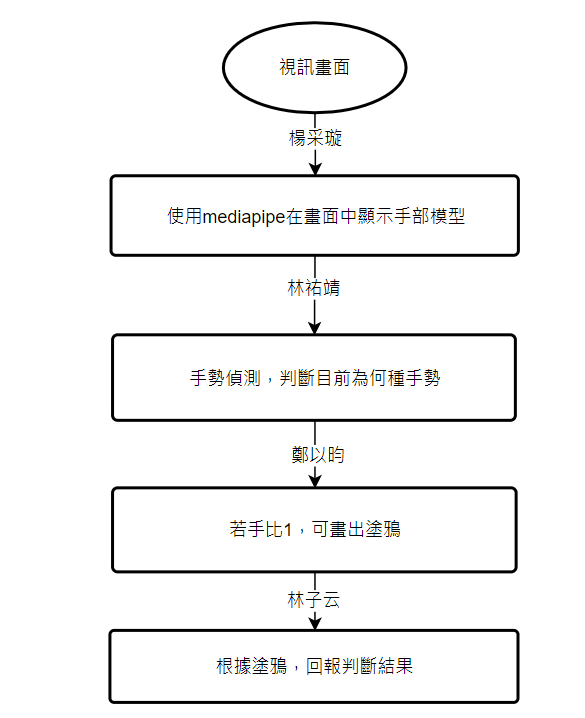 視訊畫面
楊采璇
使用mediapipe在畫面中顯示手部模型
林祐靖
手勢偵測，判斷目前為何種手勢
鄭以昀
若手比1，可畫出塗鴉
林子云
根據塗鴉，回報判斷結果